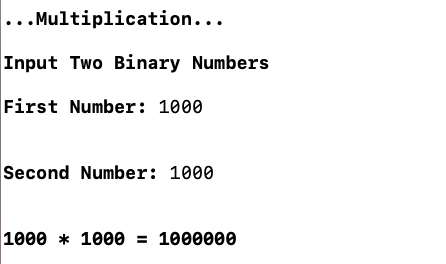 ...Multiplication...
Input Two Binary Numbers
First Number: 1000
Second Number: 1000
1000 * 1000 = 1000000